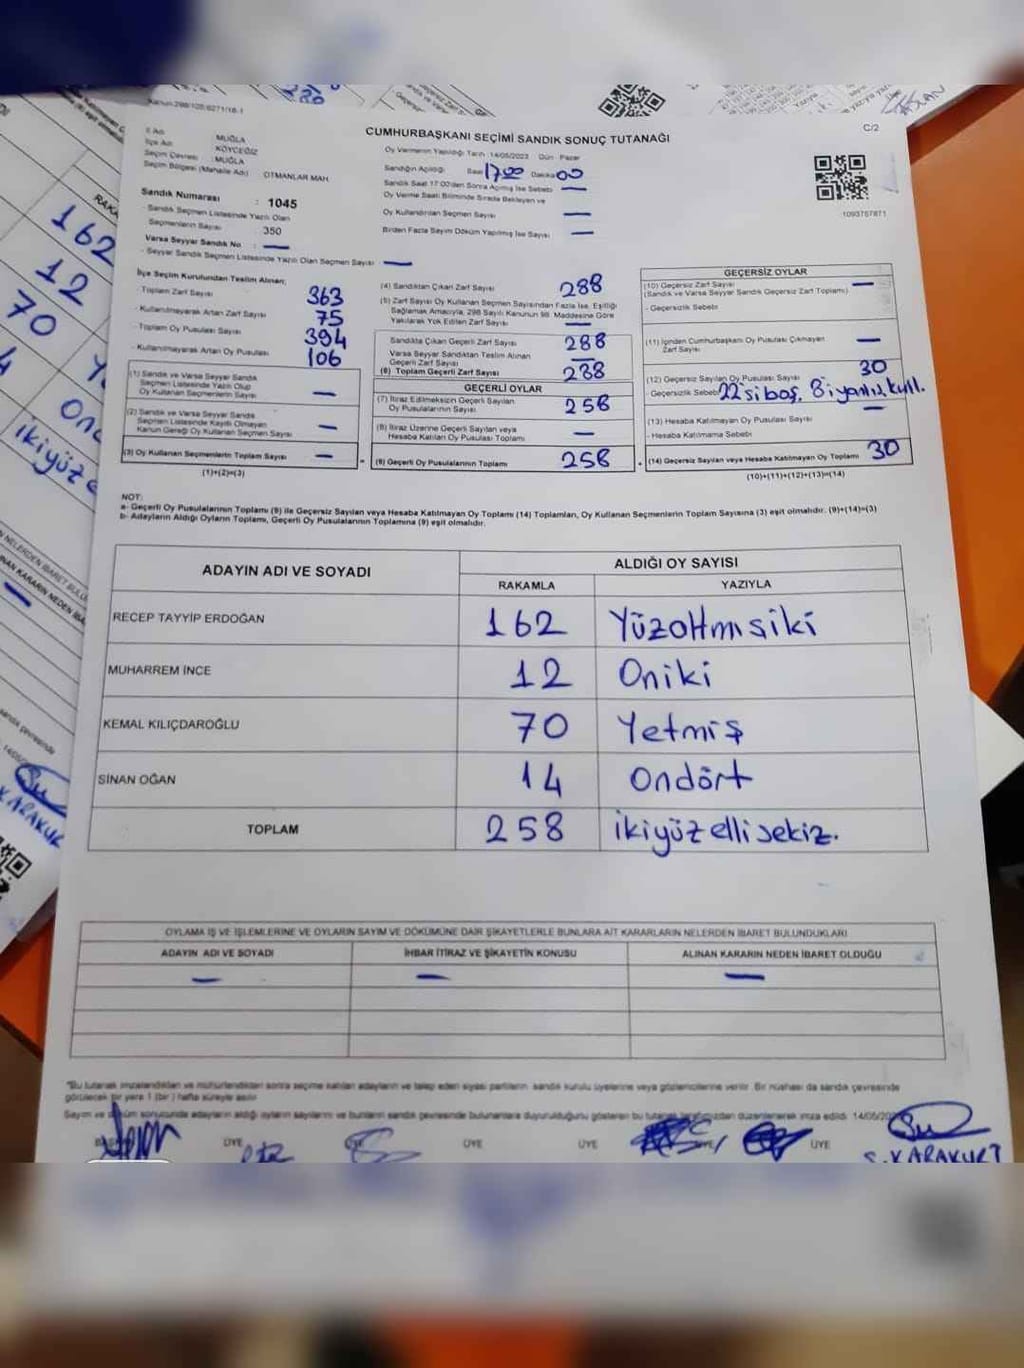 CUMHURBAŞKANI SEÇİMİ SANDIK SONUÇ TUTANAĞI
C/2
İl Adı : MUĞLA
İlçe Adı : KÖYCEĞİZ
Seçim Çevresi : MUĞLA
Seçim Bölgesi (Mahalle Adı) : OTMANLAR MAH.
Sandık Numarası : 1045
Sandık Seçmen Listesinde Yazılı Olan
Seçmenlerin Sayısı : 350
Varsa Seyyar Sandık No : —
- Seyyar Sandık Seçmen Listesinde Yazılı Olan Seçmen Sayısı : —
Oy Vermenin Yapıldığı Tarih : 14/05/2023 Gün : Pazar
Sandığın Açıldığı Saat 17:00 Dakika 00
Sandık Saat 17:00'den Sonra Açılmış İse Sebebi —
Oy Verme Saati Bitiminde Sırada Bekleyen ve
Oy Kullandırılan Seçmen Sayısı —
Birden Fazla Sayım Döküm Yapılmış İse Sayısı —
1093757871
İlçe Seçim Kurulundan Teslim Alınan;
- Toplam Zarf Sayısı 363
- Kullanılmayarak Artan Zarf Sayısı 75
- Toplam Oy Pusulası Sayısı 394
- Kullanılmayarak Artan Oy Pusulası 106
(1) Sandık ve Varsa Seyyar Sandık
Seçmen Listesinde Yazılı Olup
Oy Kullanan Seçmenlerin Sayısı —
(2) Sandık ve Varsa Seyyar Sandık
Seçmen Listesinde Kayıtlı Olmayan
Kanun Gereği Oy Kullanan Seçmen Sayısı —
(3) Oy Kullanan Seçmenlerin Toplam Sayısı —
(1)+(2)=(3)
(4) Sandıktan Çıkan Zarf Sayısı 288
(5) Zarf Sayısı Oy Kullanan Seçmen Sayısından Fazla İse, Eşitliği
Sağlamak Amacıyla, 298 Sayılı Kanunun 98. Maddesine Göre
Yakılarak Yok Edilen Zarf Sayısı —
Sandıkta Çıkan Geçerli Zarf Sayısı 288
Varsa Seyyar Sandıktan Teslim Alınan
Geçerli Zarf Sayısı —
(6) Toplam Geçerli Zarf Sayısı 288
GEÇERLİ OYLAR
(7) İtiraz Edilmeksizin Geçerli Sayılan
Oy Pusulalarının Sayısı 258
(8) İtiraz Üzerine Geçerli Sayılan veya
Hesaba Katılan Oy Pusulaları Toplamı —
(9) Geçerli Oy Pusulalarının Toplamı 258
GEÇERSİZ OYLAR
(10) Geçersiz Zarf Sayısı —
(Sandık ve Varsa Seyyar Sandık Geçersiz Zarf Toplamı)
- Geçersizlik Sebebi
(11) İçinden Cumhurbaşkanı Oy Pusulası Çıkmayan
Zarf Sayısı —
(12) Geçersiz Sayılan Oy Pusulası Sayısı 30
- Geçersizlik Sebebi 22'si boş, 8'i yanlış kull.
(13) Hesaba Katılmayan Oy Pusulası Sayısı —
- Hesaba Katılmama Sebebi
(14) Geçersiz Sayılan veya Hesaba Katılmayan Oy Toplamı 30
(10)+(11)+(12)+(13)=(14)
NOT:
a- Geçerli Oy Pusulalarının Toplamı (9) ile Geçersiz Sayılan veya Hesaba Katılmayan Oy Toplamı (14) Toplamları, Oy Kullanan Seçmenlerin Toplam Sayısına (3) eşit olmalıdır. (9)+(14)=(3)
b- Adayların Aldığı Oyların Toplamı, Geçerli Oy Pusulalarının Toplamına (9) eşit olmalıdır.
ADAYIN ADI VE SOYADI ALDIĞI OY SAYISI
RAKAMLA YAZIYLA
RECEP TAYYİP ERDOĞAN 162 Yüzaltmışiki
MUHARREM İNCE 12 Oniki
KEMAL KILIÇDAROĞLU 70 Yetmiş
SİNAN OĞAN 14 Ondört
TOPLAM 258 ikiyüz elli sekiz.
OYLAMA İŞ VE İŞLEMLERİNE VE OYLARIN SAYIM VE DÖKÜMÜNE DAİR ŞİKAYETLERLE BUNLARA AİT KARARLARIN NELERDEN İBARET BULUNDUKLARI
ADAYIN ADI VE SOYADI İHBAR İTİRAZ VE ŞİKAYETİN KONUSU ALINAN KARARIN NEDEN İBARET OLDUĞU
— — —
*Bu tutanak imzalandıktan ve mühürlendikten sonra seçime katılan adayların ve talep eden siyasi partilerin sandık kurulu üyelerine veya gözlemcilerine verilir. Bir nüshası da sandık çevresinde
görülecek bir yere 1 (bir) hafta süreyle asılır
Sayım ve döküm sonucunda adayların aldığı oyların sayılarını ve bunların sandık çevresinde bulunanlara duyurulduğunu gösteren bu tutanak tarafımızdan düzenlenerek imza edildi. 14/05/2023
ÜYE ÜYE ÜYE ÜYE ÜYE
S. KARAKURT